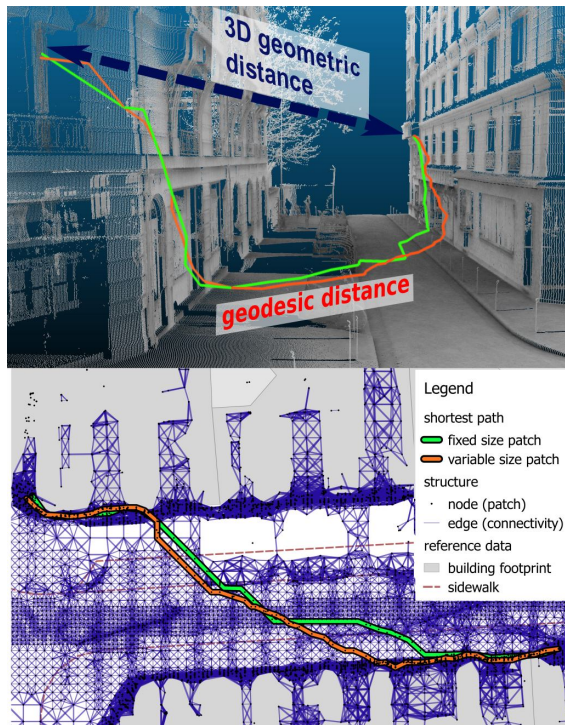 3D geometric
distance
geodesic distance
Legend
shortest path
fixed size patch
variable size patch
structure
node (patch)
edge (connectivity)
reference data
building footprint
sidewalk